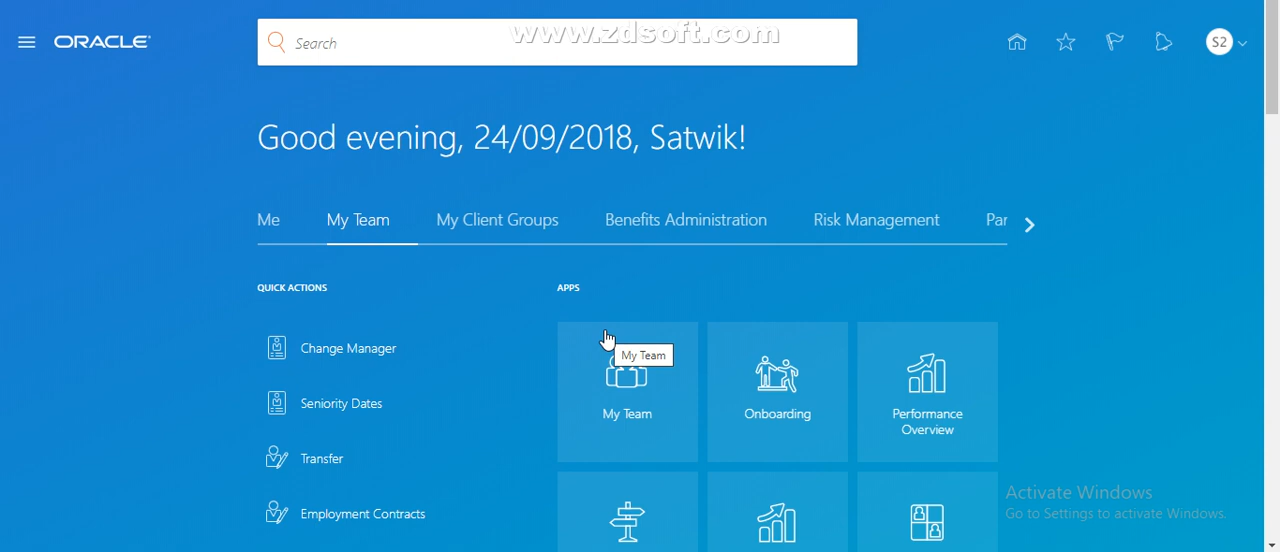 www.zdsoft.com
ORACLE
Search
S2
Good evening, 24/09/2018, Satwik!
Me
My Team
My Client Groups
Benefits Administration
Risk Management
Par
QUICK ACTIONS
APPS
Change Manager
Seniority Dates
Transfer
Employment Contracts
My Team
My Team
Onboarding
Performance
Overview
Activate Windows
Go to Settings to activate Windows.